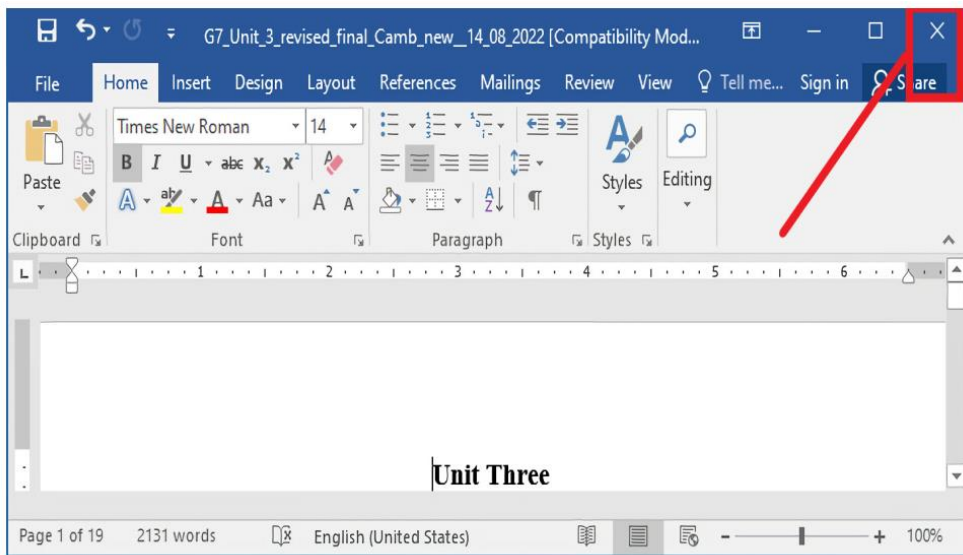 G7_Unit_3_revised_final_Camb_new__14_08_2022 [Compatibility Mod...
File Home Insert Design Layout References Mailings Review View Tell me... Sign in Share
Times New Roman 14
B I U abc X₂ X²
Paste
A aby A Aa A A
Styles Editing
Clipboard Font Paragraph Styles
L 1 2 3 4 5 6
Unit Three
Page 1 of 19 2131 words English (United States) 100%